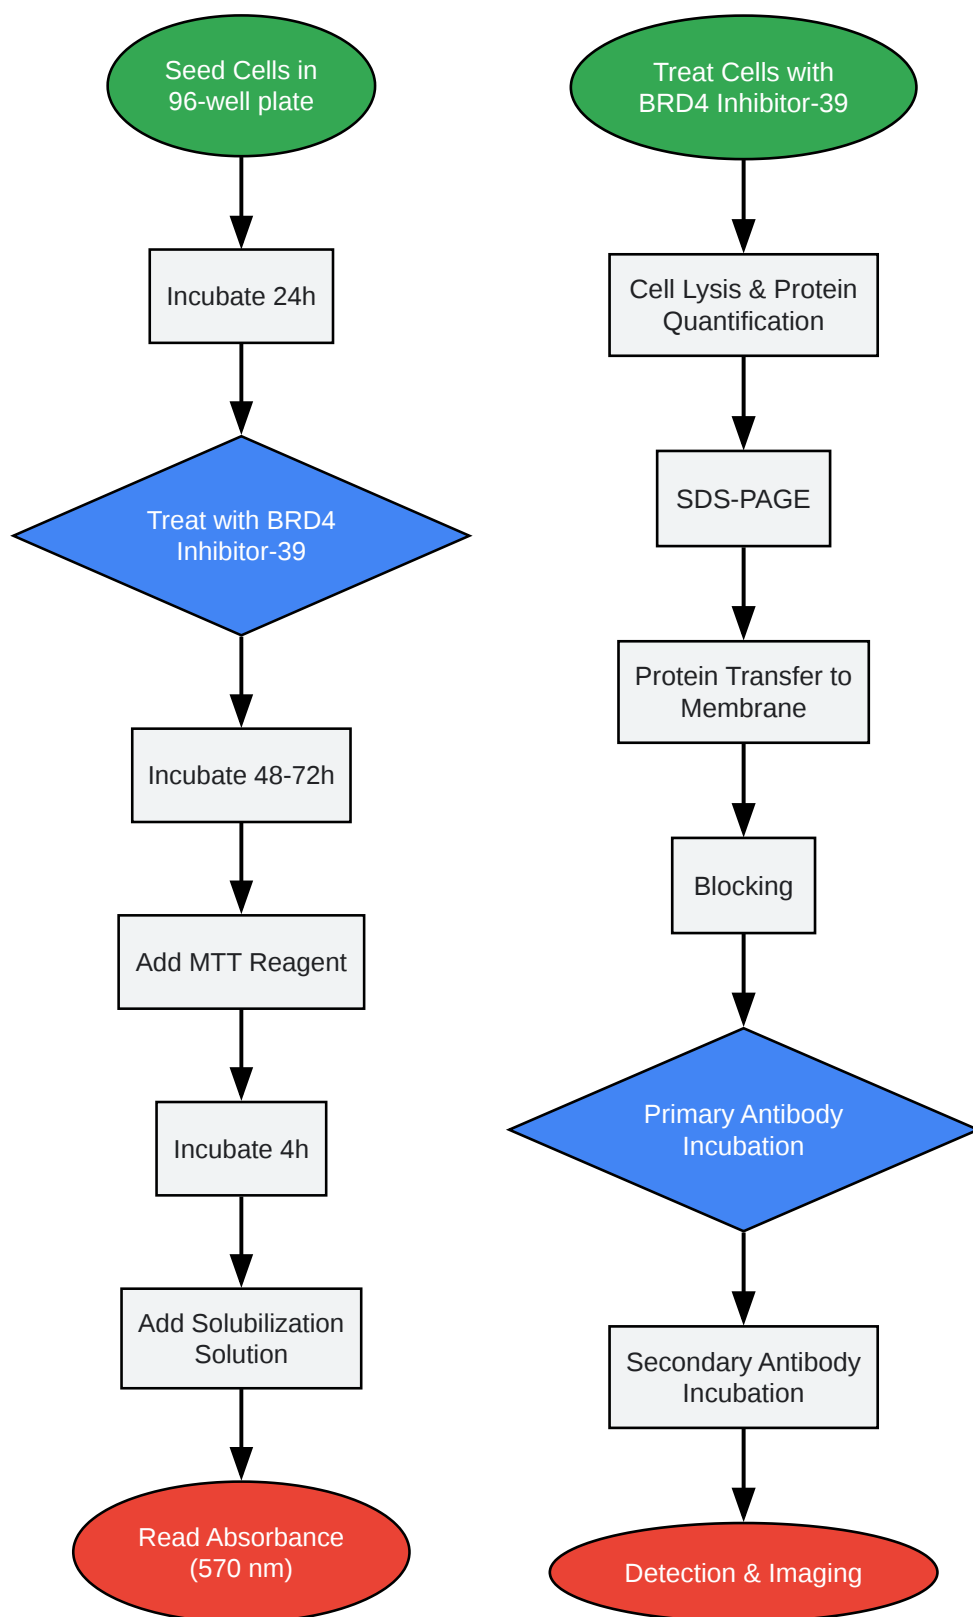 Seed Cells in
96-well plate
Incubate 24h
Treat with BRD4
Inhibitor-39
Incubate 48-72h
Add MTT Reagent
Incubate 4h
Add Solubilization
Solution
Read Absorbance
(570 nm)
Treat Cells with
BRD4 Inhibitor-39
Cell Lysis & Protein
Quantification
SDS-PAGE
Protein Transfer to
Membrane
Blocking
Primary Antibody
Incubation
Secondary Antibody
Incubation
Detection & Imaging